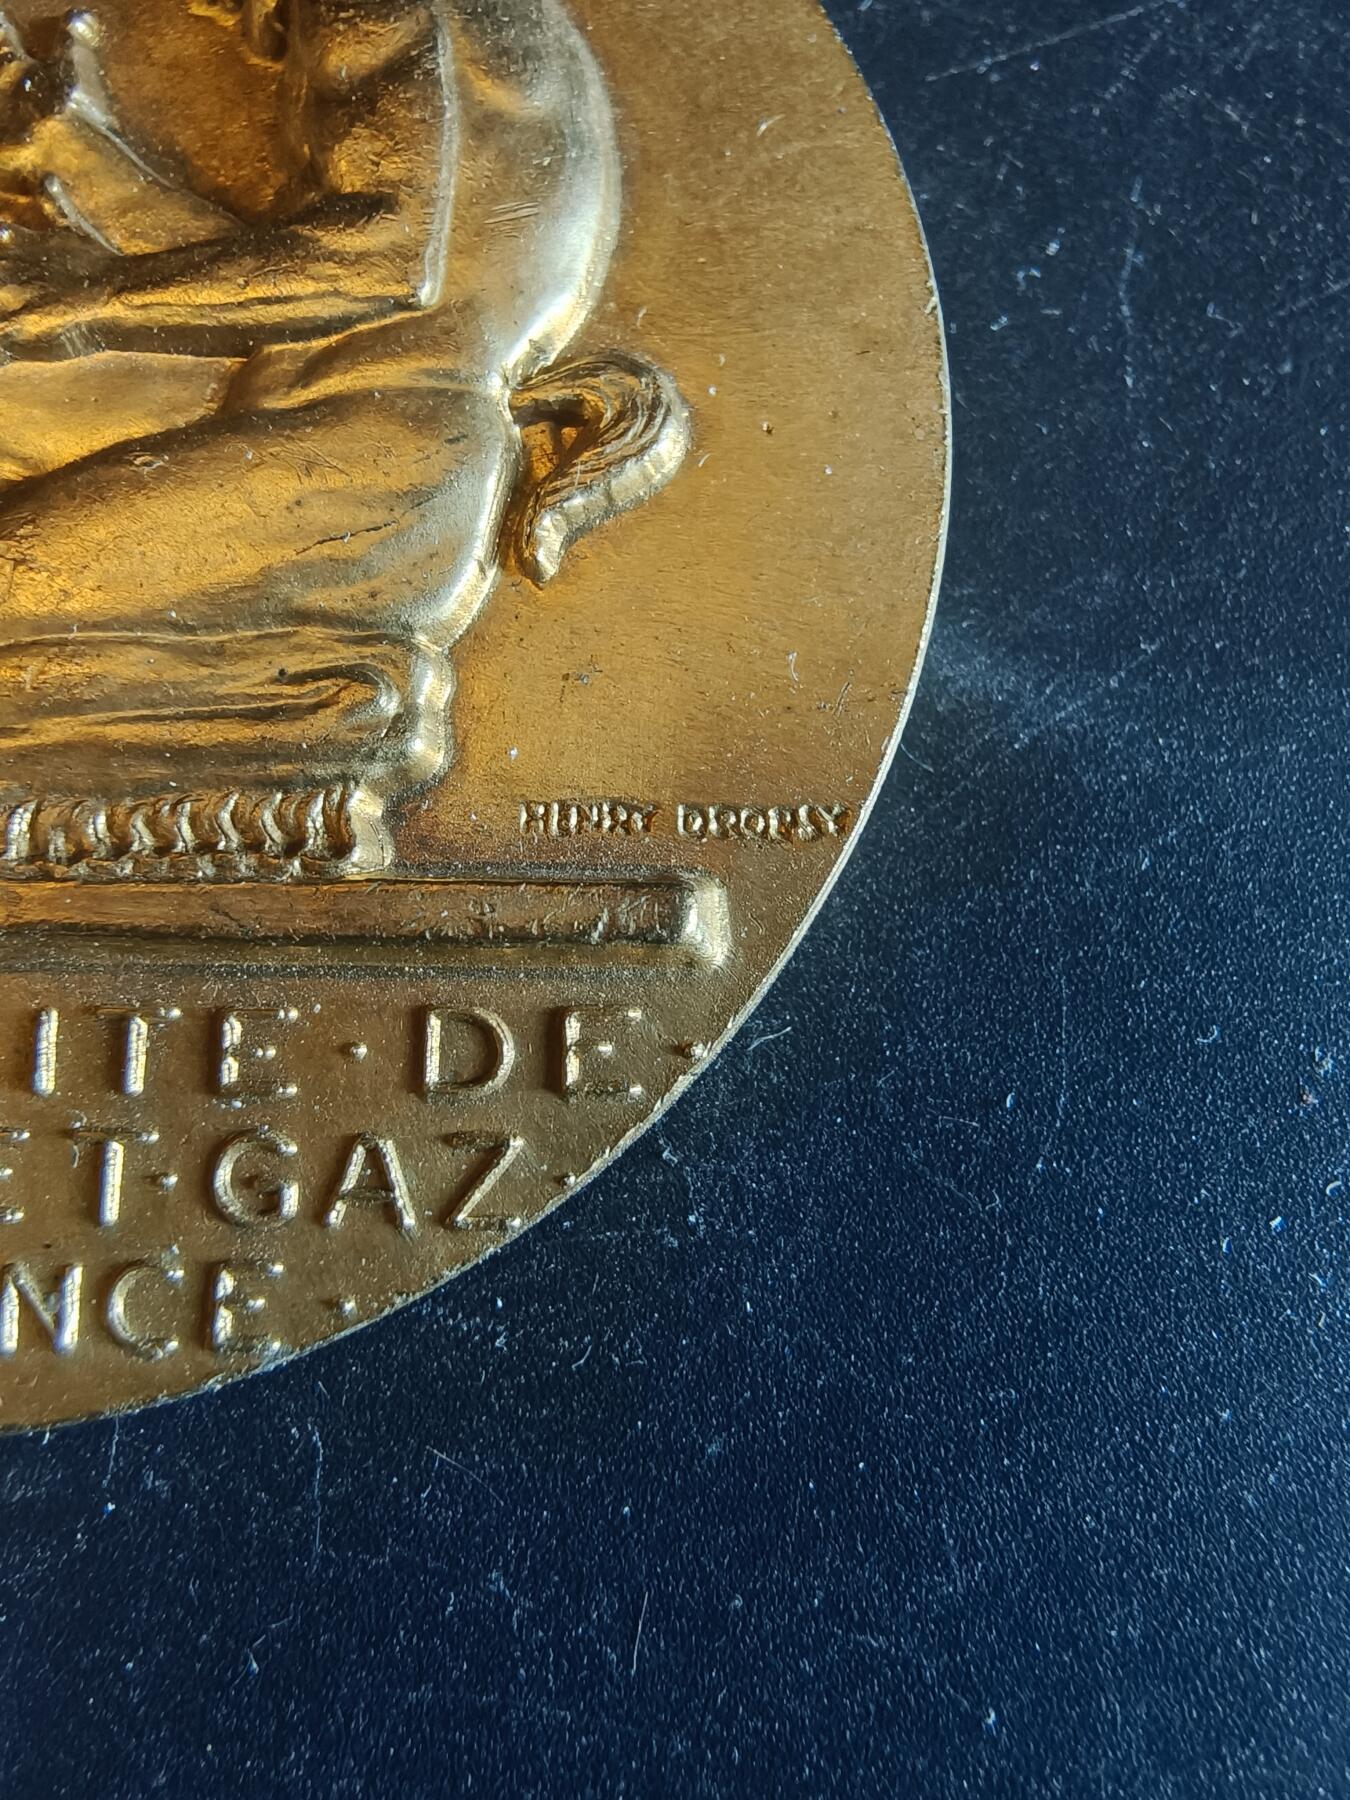 HENRY DROPSY
ITE · DE ·
ET · GAZ ·
NCE ·